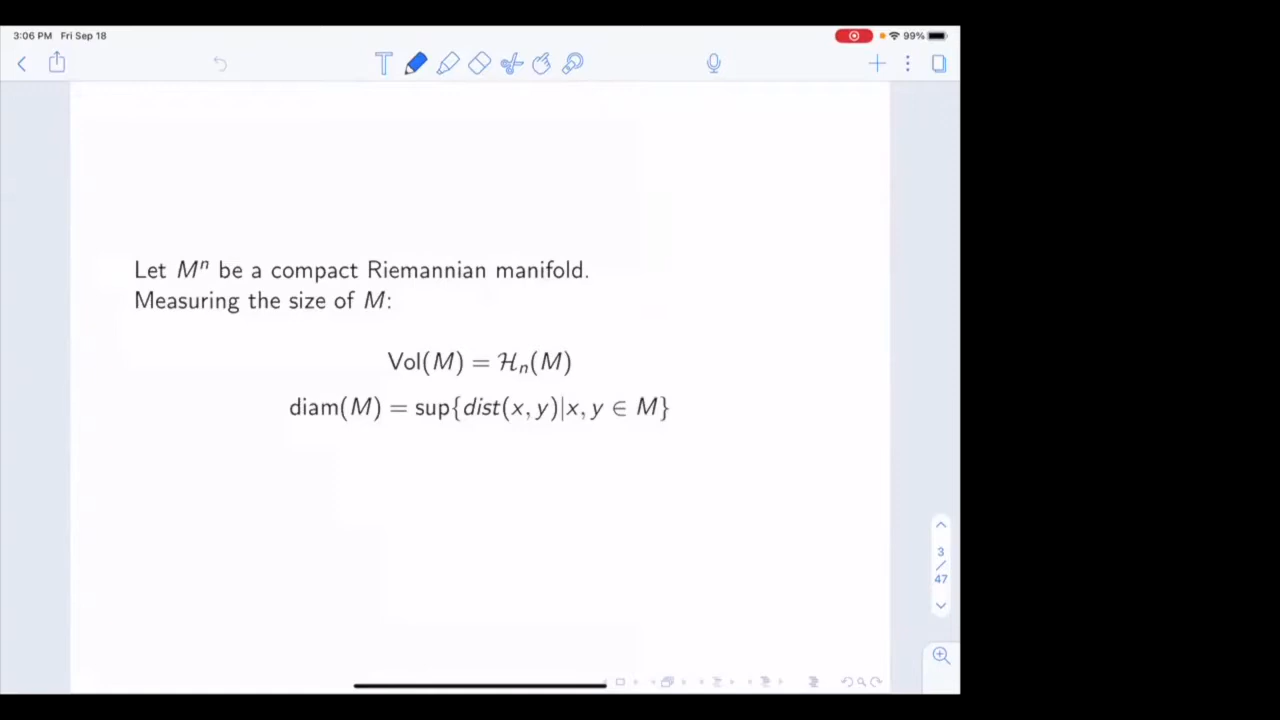 3:06 PM Fri Sep 18
99%
T
Let Mⁿ be a compact Riemannian manifold.
Measuring the size of M:
Vol(M) = ℋₙ(M)
diam(M) = sup{dist(x, y)|x, y ∈ M}
3
/
47